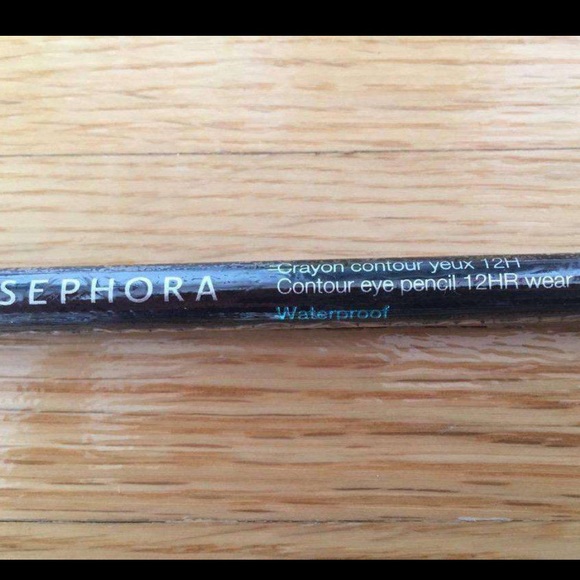 SEPHORA
Crayon contour yeux 12H
Contour eye pencil 12HR wear
Waterproof